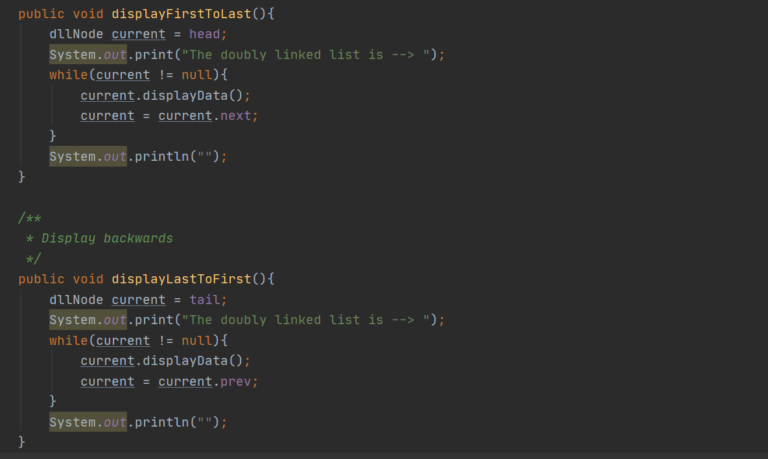 public void displayFirstToLast(){
    dllNode current = head;
    System.out.print("The doubly linked list is --> ");
    while(current != null){
        current.displayData();
        current = current.next;
    }
    System.out.println("");
}
/**
 * Display backwards
 */
public void displayLastToFirst(){
    dllNode current = tail;
    System.out.print("The doubly linked list is --> ");
    while(current != null){
        current.displayData();
        current = current.prev;
    }
    System.out.println("");
}